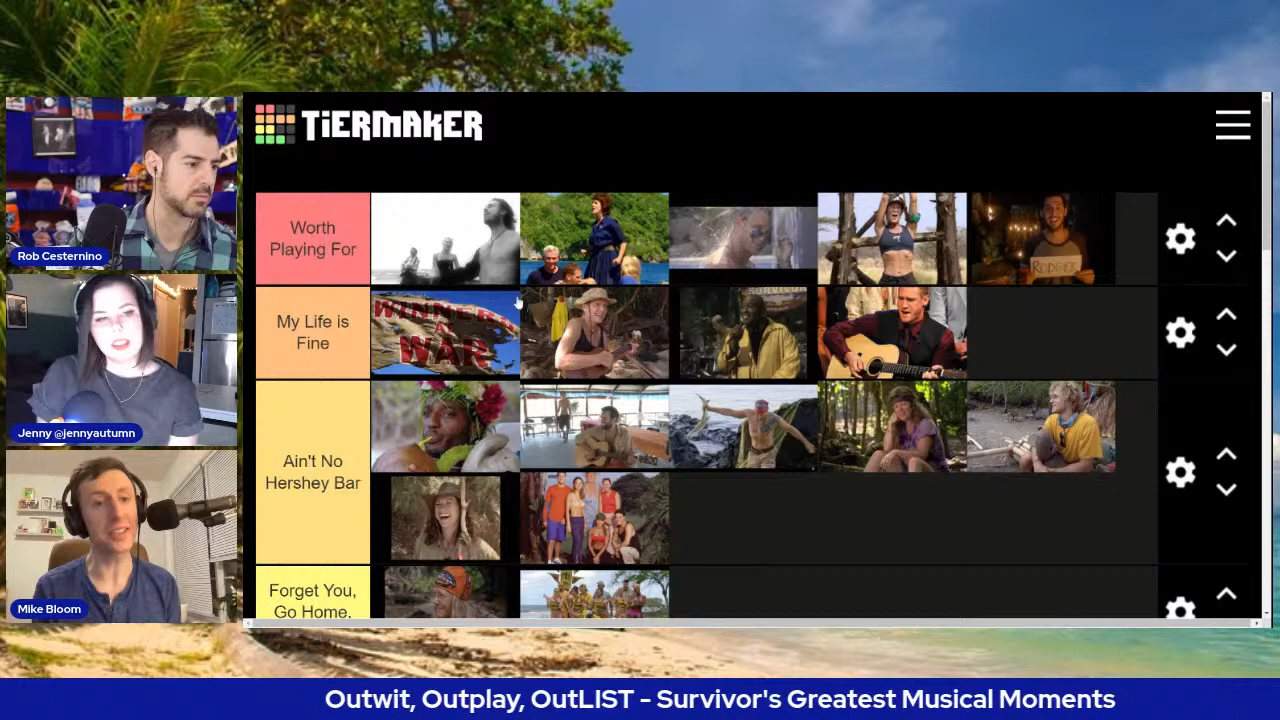 TiERMAKER
Rob Cesternino
Worth
Playing For
RODGER
Jenny @jennyautumn
My Life is
Fine
WINNERS
AT
WAR
Ain't No
Hershey Bar
Mike Bloom
Forget You,
Go Home.
Outwit, Outplay, OutLIST - Survivor's Greatest Musical Moments